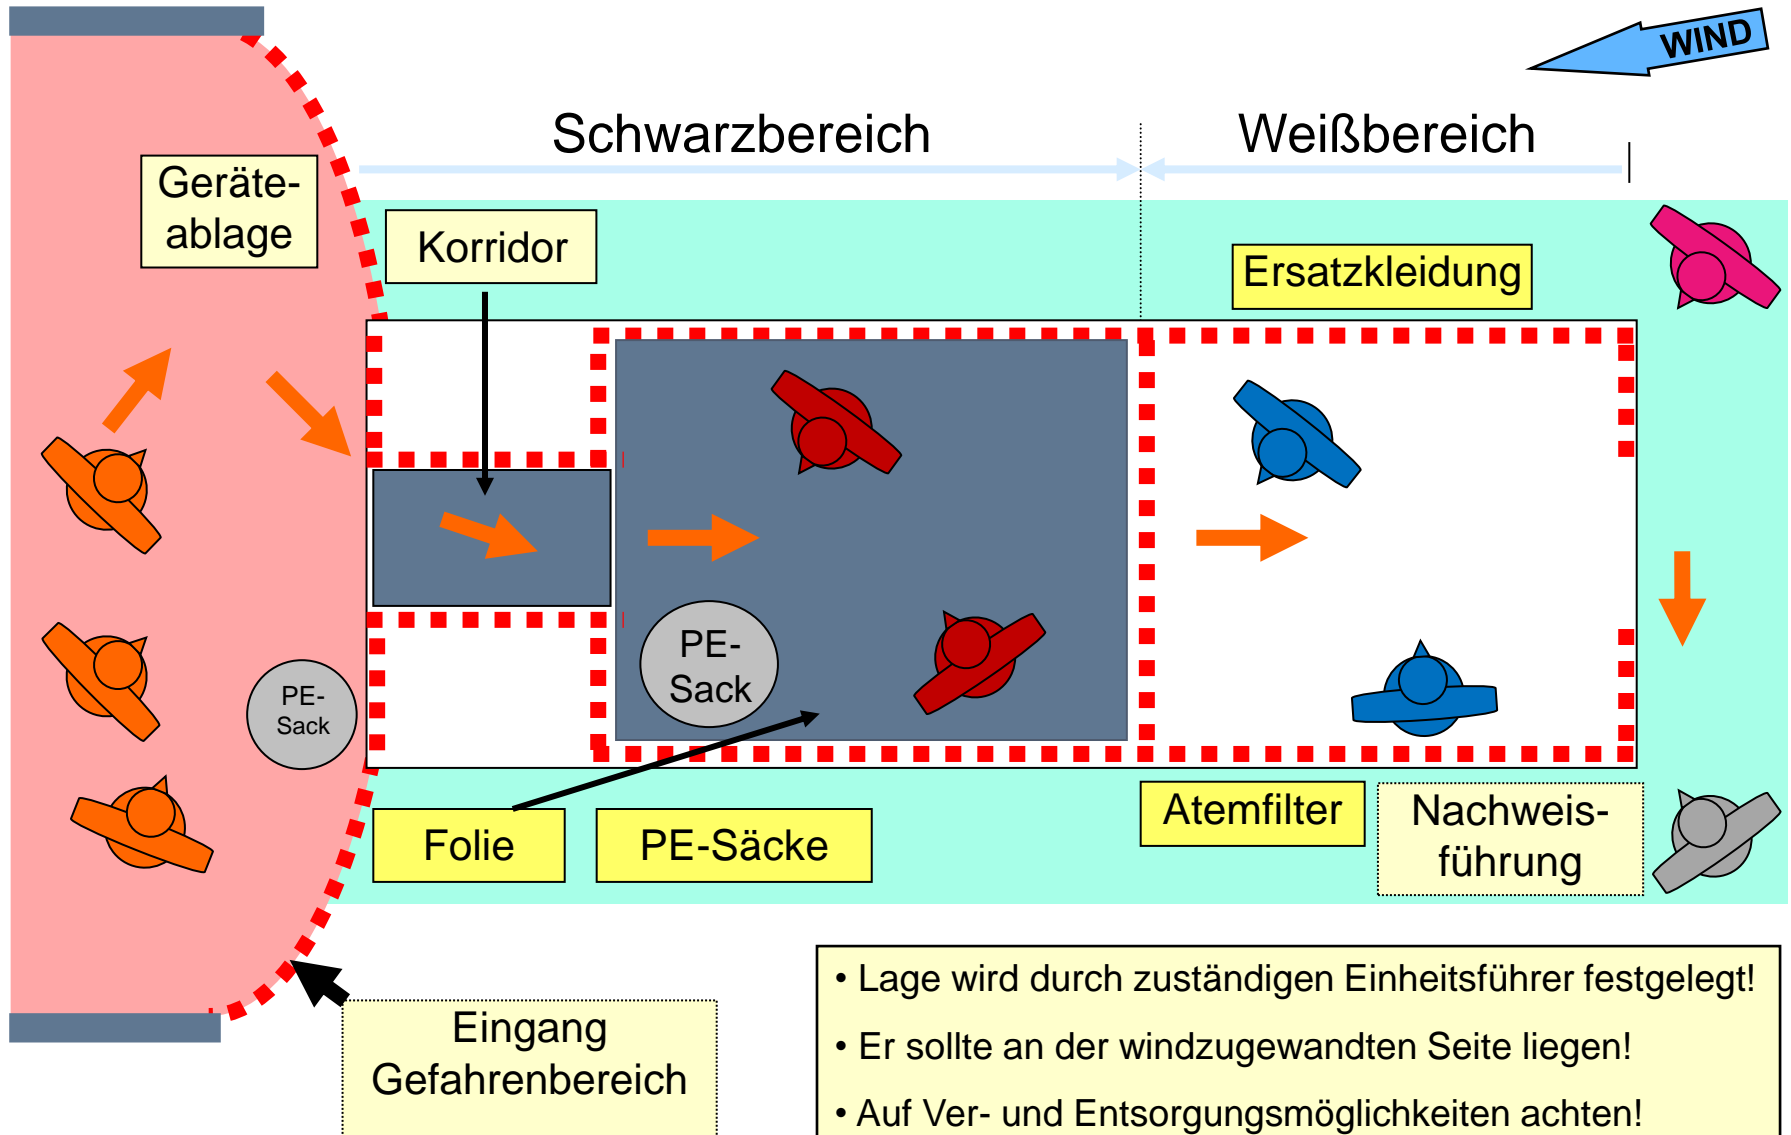 WIND
Schwarzbereich
Weißbereich
Geräte-
ablage
Korridor
Ersatzkleidung
PE-
Sack
PE-
Sack
Folie
PE-Säcke
Atemfilter
Nachweis-
führung
Eingang
Gefahrenbereich
• Lage wird durch zuständigen Einheitsführer festgelegt!
• Er sollte an der windzugewandten Seite liegen!
• Auf Ver- und Entsorgungsmöglichkeiten achten!